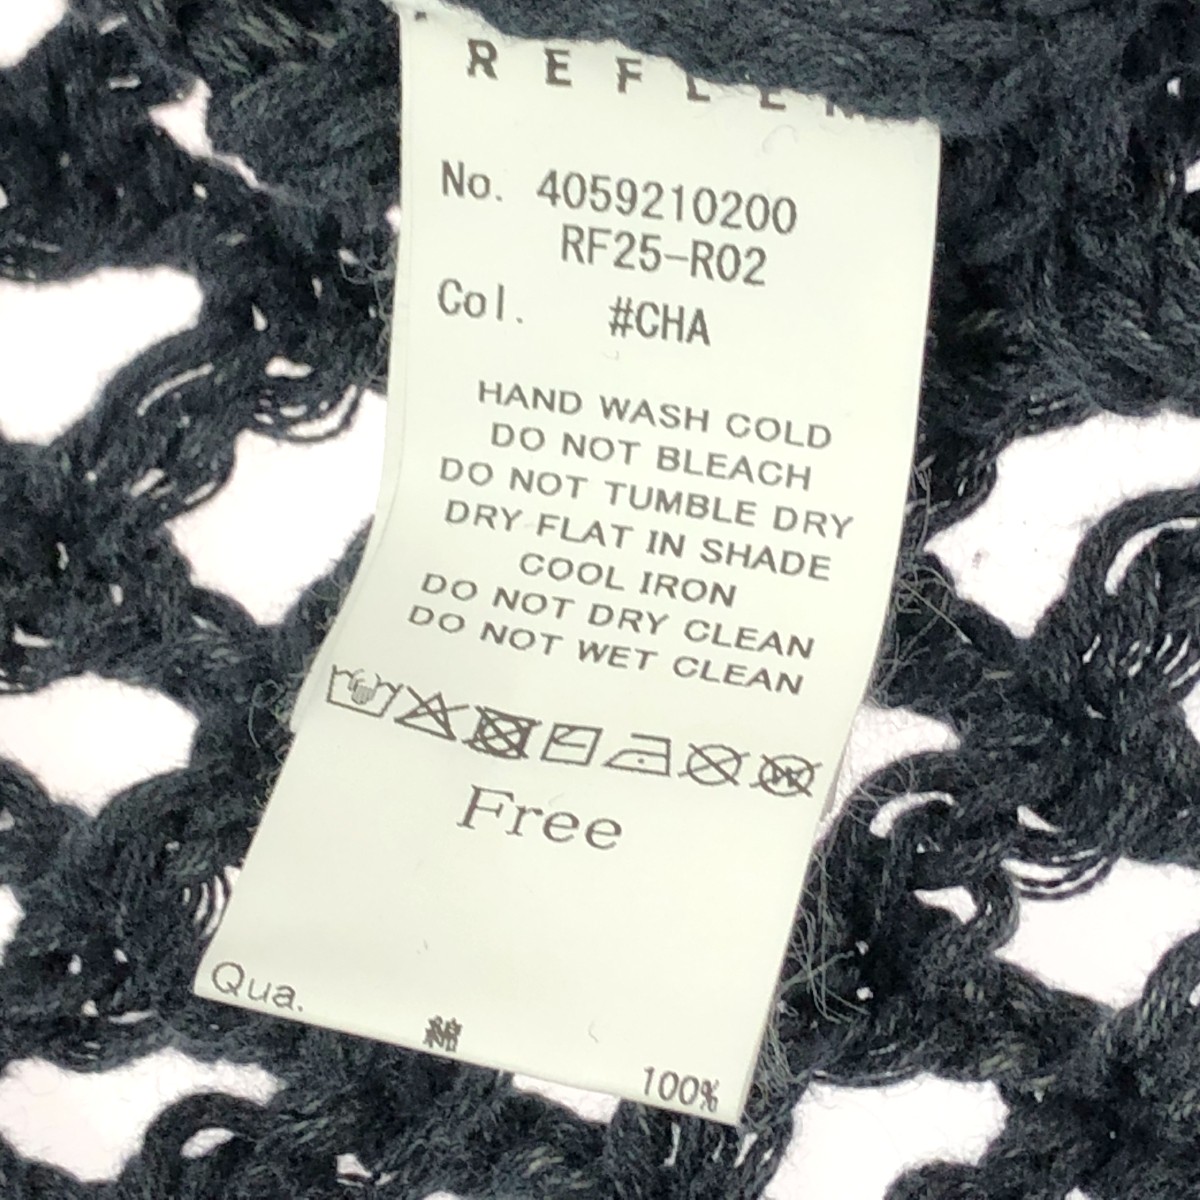 No. 4059210200
RF25-R02
Col. #CHA
HAND WASH COLD
DO NOT BLEACH
DO NOT TUMBLE DRY
DRY FLAT IN SHADE
COOL IRON
DO NOT DRY CLEAN
DO NOT WET CLEAN
Free
Qua.
綿 100%